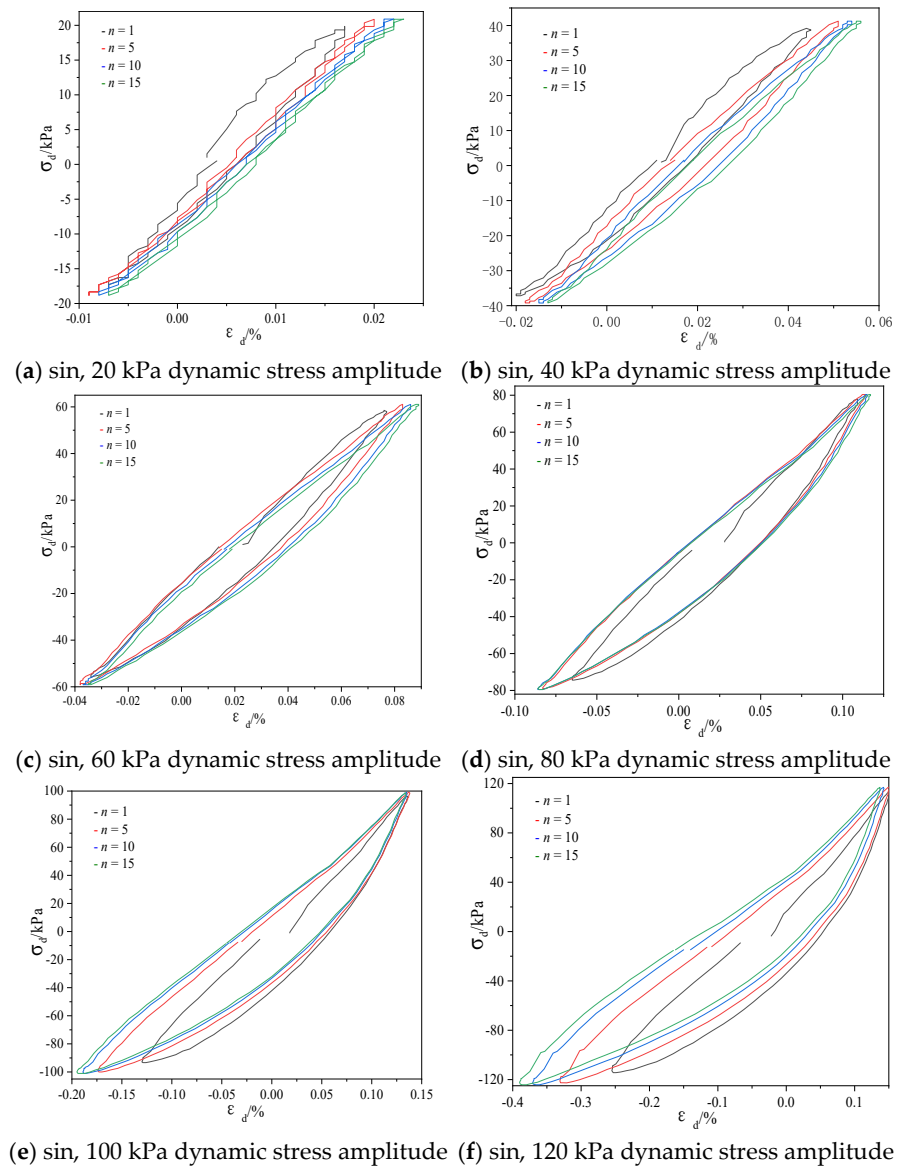 - n = 1
- n = 5
- n = 10
- n = 15
σd/kPa
20
15
10
5
0
-5
-10
-15
-20
-0.01 0.00 0.01 0.02
ε d/%
(a) sin, 20 kPa dynamic stress amplitude
- n = 1
- n = 5
- n = 10
- n = 15
σd/kPa
40
30
20
10
0
-10
-20
-30
-40
-0.02 0.00 0.02 0.04 0.06
ε d/%
(b) sin, 40 kPa dynamic stress amplitude
- n = 1
- n = 5
- n = 10
- n = 15
σd/kPa
60
40
20
0
-20
-40
-60
-0.04 -0.02 0.00 0.02 0.04 0.06 0.08
ε d/%
(c) sin, 60 kPa dynamic stress amplitude
- n = 1
- n = 5
- n = 10
- n = 15
σd/kPa
80
60
40
20
0
-20
-40
-60
-80
-0.10 -0.05 0.00 0.05 0.10
ε d/%
(d) sin, 80 kPa dynamic stress amplitude
- n = 1
- n = 5
- n = 10
- n = 15
σd/kPa
100
80
60
40
20
0
-20
-40
-60
-80
-100
-0.20 -0.15 -0.10 -0.05 0.00 0.05 0.10 0.15
ε d/%
(e) sin, 100 kPa dynamic stress amplitude
- n = 1
- n = 5
- n = 10
- n = 15
σd/kPa
120
80
40
0
-40
-80
-120
-0.4 -0.3 -0.2 -0.1 0.0 0.1
ε d/%
(f) sin, 120 kPa dynamic stress amplitude